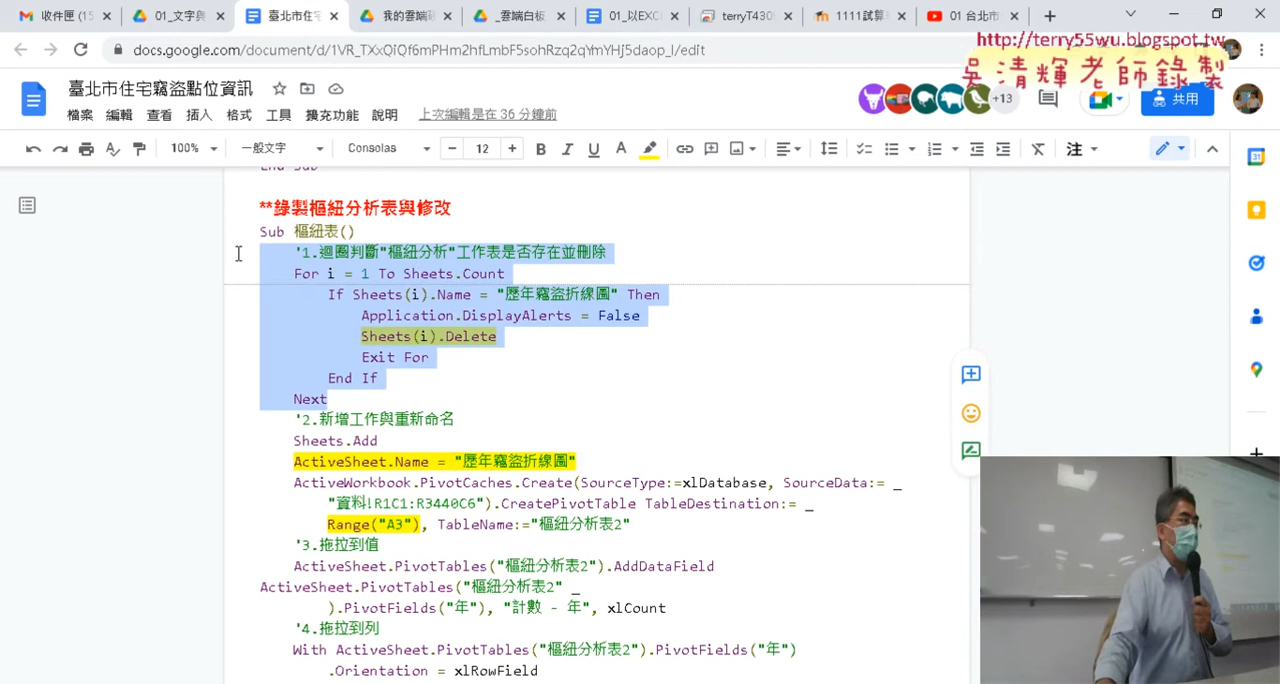 收件匣 (15
01_文字與
臺北市住宅
我的雲端硬
_雲端白板
01_以EXC
terryT430
1111試算
01 台北市
docs.google.com/document/d/1VR_TXxQiQf6mPHm2hfLmbF5sohRzq2qYmYHj5daop_I/edit
http://terry55wu.blogspot.tw
吳清輝老師錄製
臺北市住宅竊盜點位資訊
檔案 編輯 查看 插入 格式 工具 擴充功能 說明 上次編輯是在 36 分鐘前
+13
共用
100% 一般文字 Consolas 12 B I U A 注
End Sub
**錄製樞紐分析表與修改
Sub 樞紐表()
'1.迴圈判斷"樞紐分析"工作表是否存在並刪除
For i = 1 To Sheets.Count
If Sheets(i).Name = "歷年竊盜折線圖" Then
Application.DisplayAlerts = False
Sheets(i).Delete
Exit For
End If
Next
'2.新增工作與重新命名
Sheets.Add
ActiveSheet.Name = "歷年竊盜折線圖"
ActiveWorkbook.PivotCaches.Create(SourceType:=xlDatabase, SourceData:= _
"資料!R1C1:R3440C6").CreatePivotTable TableDestination:= _
Range("A3"), TableName:="樞紐分析表2"
'3.拖拉到值
ActiveSheet.PivotTables("樞紐分析表2").AddDataField
ActiveSheet.PivotTables("樞紐分析表2" _
).PivotFields("年"), "計數 - 年", xlCount
'4.拖拉到列
With ActiveSheet.PivotTables("樞紐分析表2").PivotFields("年")
.Orientation = xlRowField